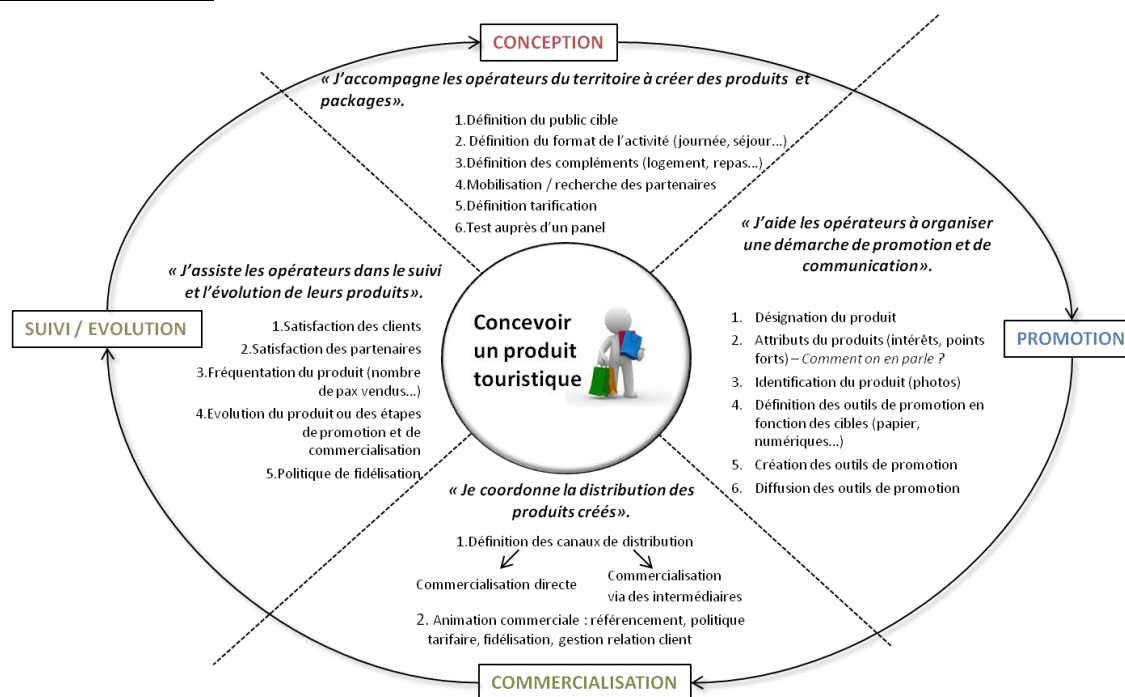 CONCEPTION
« J’accompagne les opérateurs du territoire à créer des produits et
packages».
1.Définition du public cible
2. Définition du format de l’activité (journée, séjour...)
3.Définition des compléments (logement, repas...)
4.Mobilisation / recherche des partenaires
5.Définition tarification
6.Test auprès d’un panel
« J’aide les opérateurs à organiser
une démarche de promotion et de
communication».
PROMOTION
1. Désignation du produit
2. Attributs du produits (intérêts, points
forts) – Comment on en parle ?
3. Identification du produit (photos)
4. Définition des outils de promotion en
fonction des cibles (papier,
numériques...)
5. Création des outils de promotion
6. Diffusion des outils de promotion
Concevoir
un produit
touristique
« Je coordonne la distribution des
produits créés».
1.Définition des canaux de distribution
Commercialisation directe
Commercialisation
via des intermédiaires
2. Animation commerciale : référencement, politique
tarifaire, fidélisation, gestion relation client
COMMERCIALISATION
« J’assiste les opérateurs dans le suivi
et l’évolution de leurs produits».
SUIVI / EVOLUTION
1.Satisfaction des clients
2.Satisfaction des partenaires
3.Fréquentation du produit (nombre
de pax vendus...)
4.Evolution du produit ou des étapes
de promotion et de
commercialisation
5.Politique de fidélisation